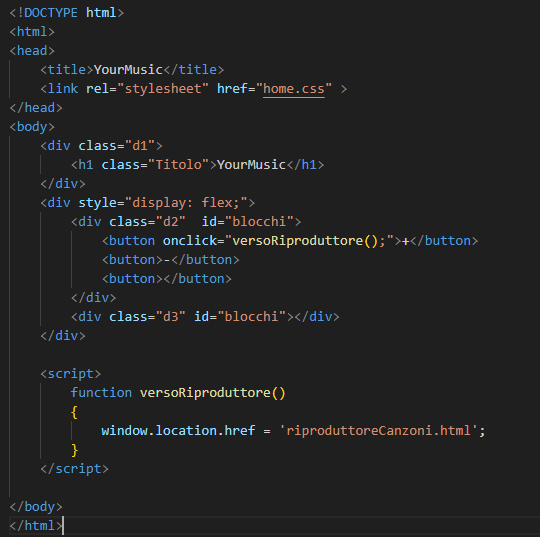 <!DOCTYPE html>
<html>
<head>
    <title>YourMusic</title>
    <link rel="stylesheet" href="home.css" >
</head>
<body>
    <div class="d1">
        <h1 class="Titolo">YourMusic</h1>
    </div>
    <div style="display: flex;">
        <div class="d2"  id="blocchi">
            <button onclick="versoRiproduttore();">+</button>
            <button>-</button>
            <button></button>
        </div>
        <div class="d3" id="blocchi"></div>
    </div>

    <script>
        function versoRiproduttore()
        {
            window.location.href = 'riproduttoreCanzoni.html';
        }
    </script>

</body>
</html>